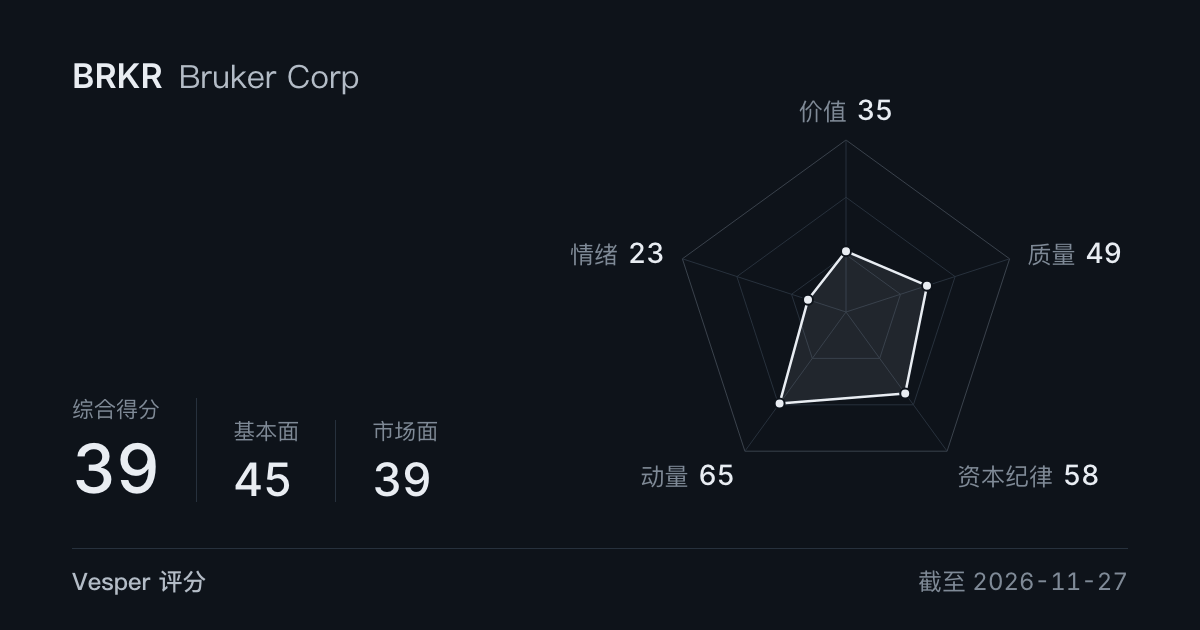 BRKR Bruker Corp
价值 35
情绪 23
质量 49
动量 65
资本纪律 58
综合得分
39
基本面
45
市场面
39
Vesper 评分
截至 2026-11-27